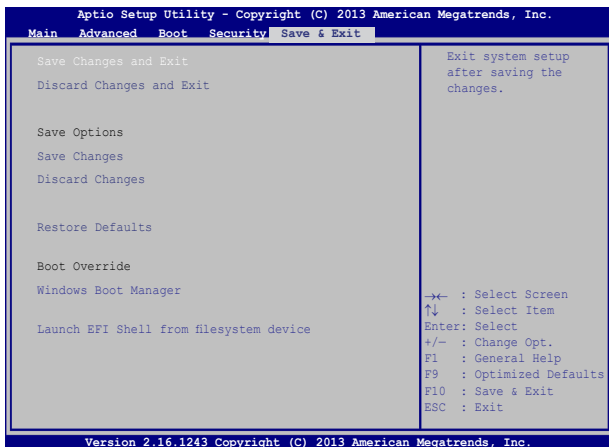 Aptio Setup Utility - Copyright (C) 2013 American Megatrends, Inc.
Main Advanced Boot Security Save & Exit
Save Changes and Exit
Discard Changes and Exit
Save Options
Save Changes
Discard Changes
Restore Defaults
Boot Override
Windows Boot Manager
Launch EFI Shell from filesystem device
Exit system setup
after saving the
changes.
→← : Select Screen
↑↓ : Select Item
Enter: Select
+/— : Change Opt.
F1 : General Help
F9 : Optimized Defaults
F10 : Save & Exit
ESC : Exit
Version 2.16.1243 Copyright (C) 2013 American Megatrends, Inc.